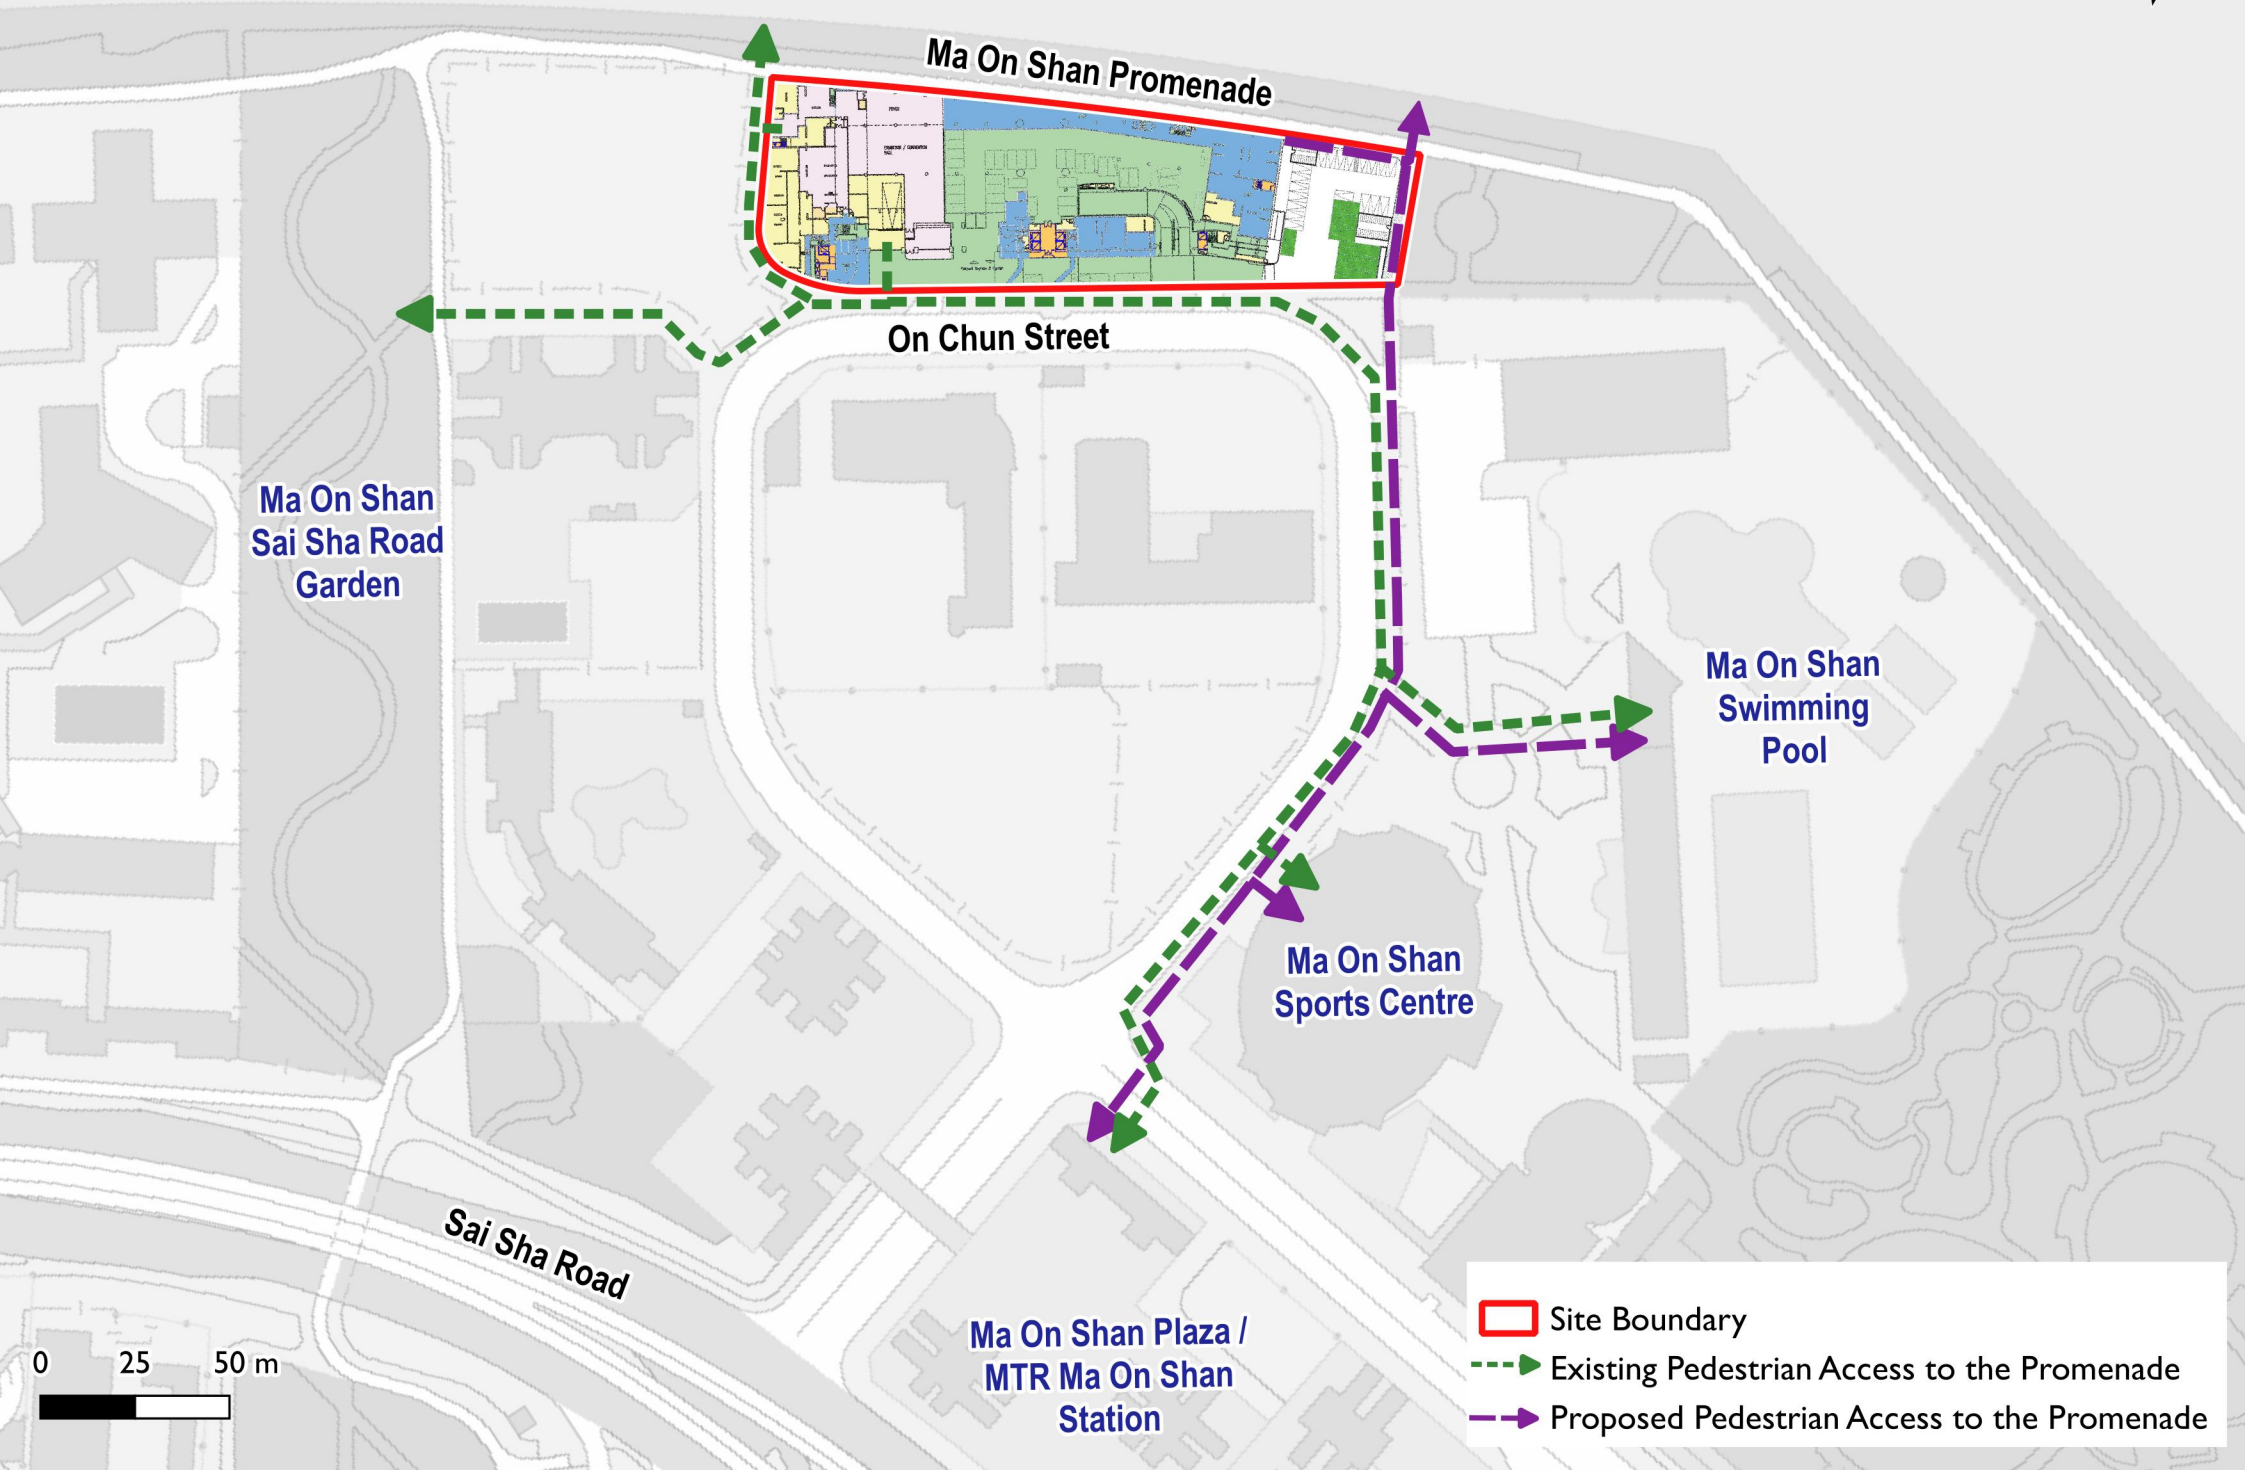 Ma On Shan Promenade
On Chun Street
Ma On Shan
Sai Sha Road
Garden
Ma On Shan
Swimming
Pool
Ma On Shan
Sports Centre
Sai Sha Road
Ma On Shan Plaza /
MTR Ma On Shan
Station
0 25 50 m
Site Boundary
Existing Pedestrian Access to the Promenade
Proposed Pedestrian Access to the Promenade